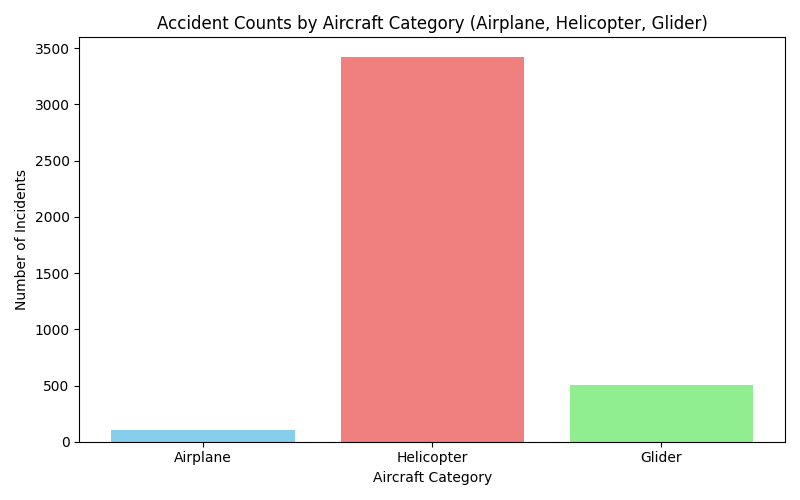 Accident Counts by Aircraft Category (Airplane, Helicopter, Glider)
3500
3000
2500
2000
1500
1000
500
0
Number of Incidents
Airplane Helicopter Glider
Aircraft Category